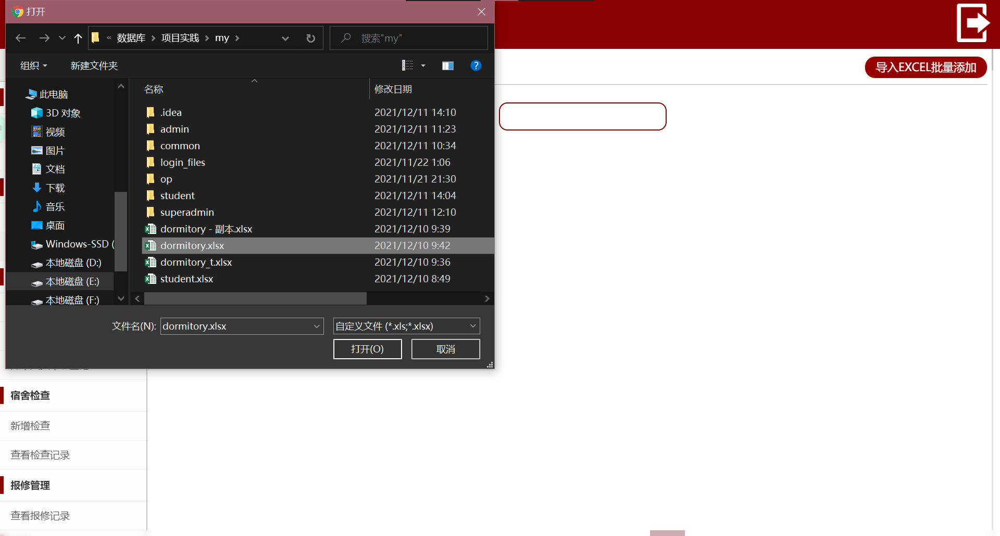 打开
« 数据库 › 项目实践 › my ›
搜索"my"
组织
新建文件夹
导入EXCEL批量添加
此电脑
3D 对象
视频
图片
文档
下载
音乐
桌面
Windows-SSD (
本地磁盘 (D:)
本地磁盘 (E:)
本地磁盘 (F:)
名称 修改日期
.idea 2021/12/11 14:10
admin 2021/12/11 11:23
common 2021/12/11 10:34
login_files 2021/11/22 1:06
op 2021/11/21 21:30
student 2021/12/11 14:04
superadmin 2021/12/11 12:10
dormitory - 副本.xlsx 2021/12/10 9:39
dormitory.xlsx 2021/12/10 9:42
dormitory_t.xlsx 2021/12/10 9:36
student.xlsx 2021/12/10 8:49
文件名(N): dormitory.xlsx
自定义文件 (*.xls;*.xlsx)
打开(O)
取消
宿舍检查
新增检查
查看检查记录
报修管理
查看报修记录